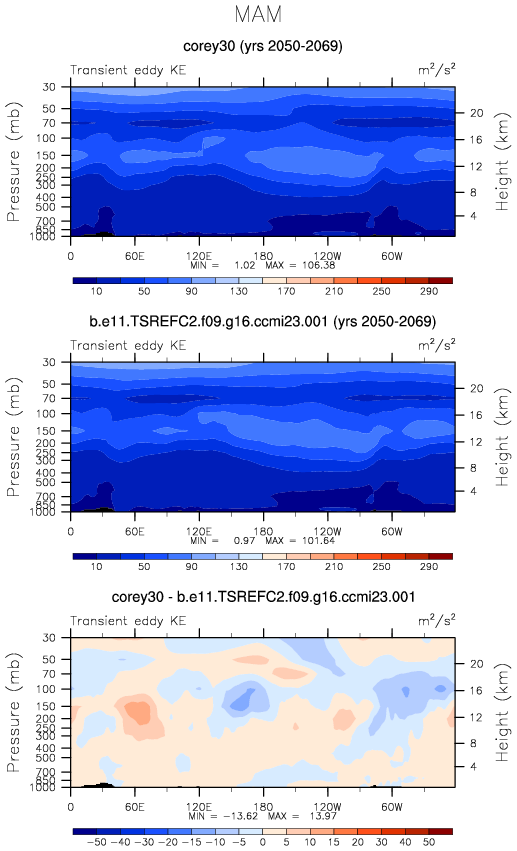 MAM
corey30 (yrs 2050-2069)
Transient eddy KE m²/s²
30
50
70
100
150
200
250
300
400
500
700
850
1000
Pressure (mb)
20
16
12
8
4
Height (km)
0 60E 120E 180 120W 60W
MIN = 1.02 MAX = 106.38
10 50 90 130 170 210 250 290
b.e11.TSREFC2.f09.g16.ccmi23.001 (yrs 2050-2069)
Transient eddy KE m²/s²
30
50
70
100
150
200
250
300
400
500
700
850
1000
Pressure (mb)
20
16
12
8
4
Height (km)
0 60E 120E 180 120W 60W
MIN = 0.97 MAX = 101.64
10 50 90 130 170 210 250 290
corey30 - b.e11.TSREFC2.f09.g16.ccmi23.001
Transient eddy KE m²/s²
30
50
70
100
150
200
250
300
400
500
700
850
1000
Pressure (mb)
20
16
12
8
4
Height (km)
0 60E 120E 180 120W 60W
MIN = -13.62 MAX = 13.97
-50 -40 -30 -20 -15 -10 -5 0 5 10 15 20 30 40 50